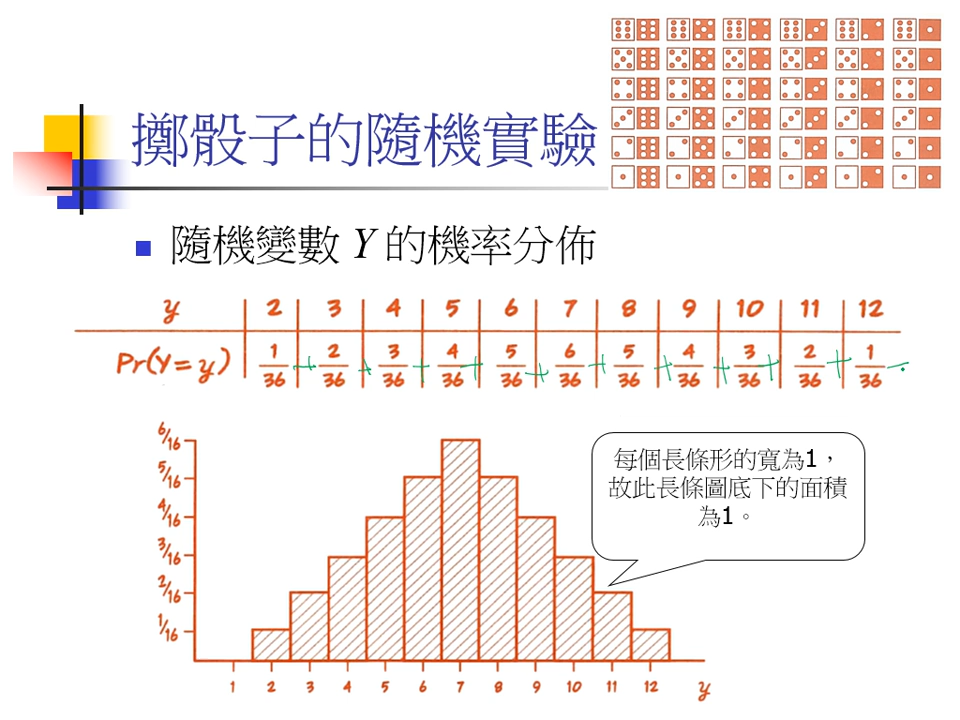 擲骰子的隨機實驗
隨機變數 Y 的機率分佈
y 2 3 4 5 6 7 8 9 10 11 12
Pr(Y=y) 1/36 + 2/36 + 3/36 + 4/36 + 5/36 + 6/36 + 5/36 + 4/36 + 3/36 + 2/36 + 1/36
6/16
5/16
4/16
3/16
2/16
1/16
每個長條形的寬為1，
故此長條圖底下的面積
為1。
1 2 3 4 5 6 7 8 9 10 11 12 y